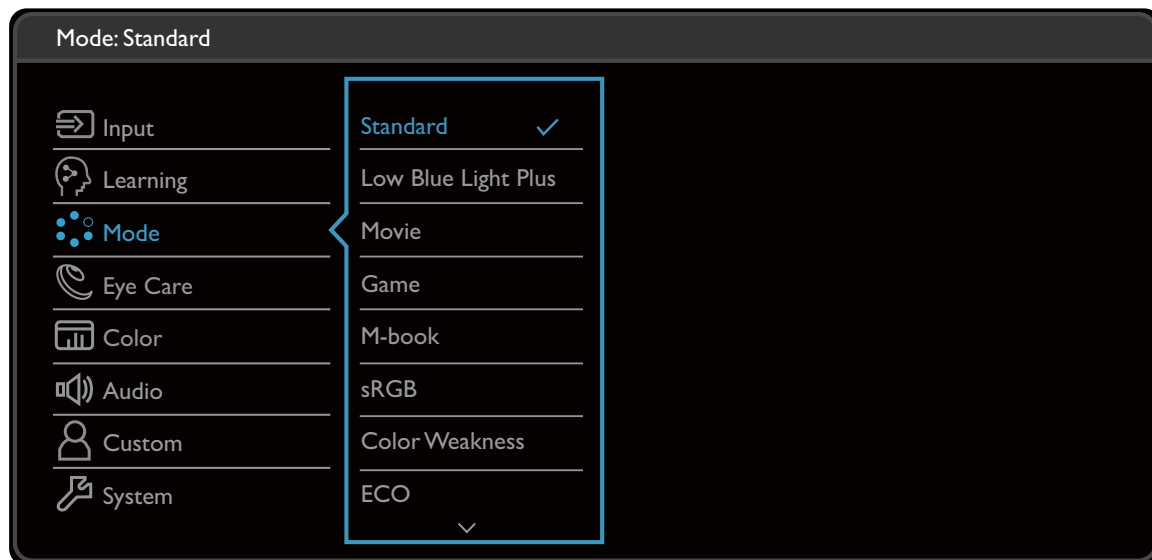 Mode: Standard
Input
Learning
Mode
Eye Care
Color
Audio
Custom
System
Standard
Low Blue Light Plus
Movie
Game
M-book
sRGB
Color Weakness
ECO